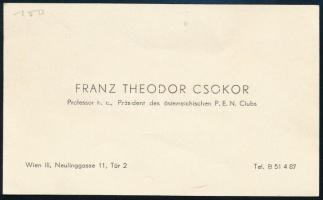 FRANZ THEODOR CSOKOR
Professor h. c., Präsident des österreichischen P. E. N. Clubs
Wien III, Neulinggasse 11, Tür 2
Tel. B 51 4 87